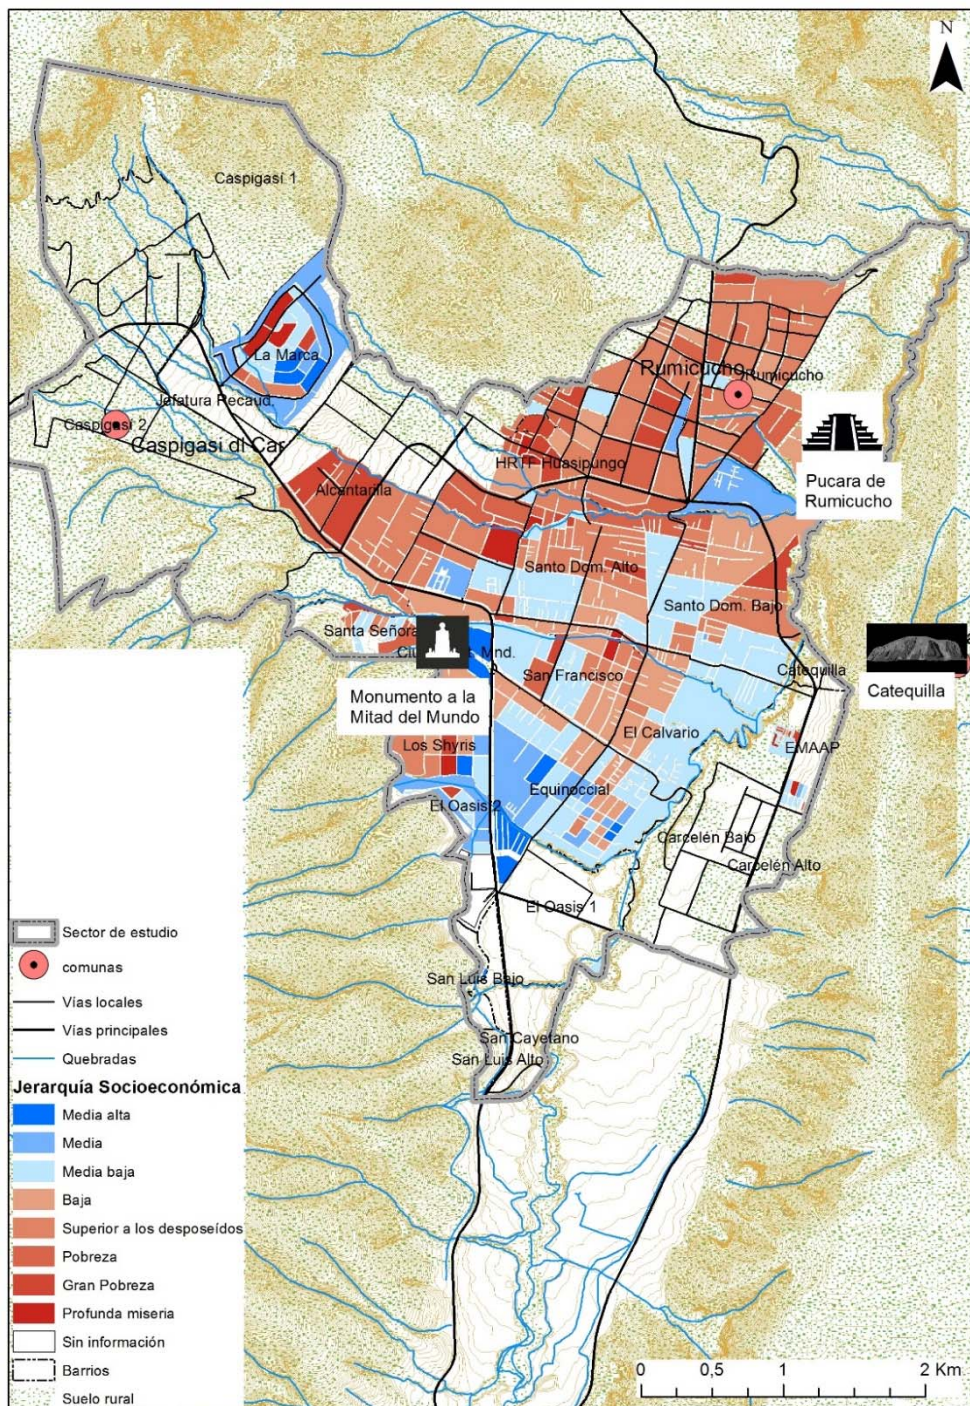 N
Caspigasí 1
La Marca
Jefatura Recaud.
Caspigasí 2
Caspigasi dl Car
Rumicucho
Rumicucho
Pucara de
Rumicucho
HRTF Huasipungo
Alcantarilla
Santo Dom. Alto
Santo Dom. Bajo
Santa Señora
Mnd.
Monumento a la
Mitad del Mundo
San Francisco
Catequilla
Catequilla
El Calvario
Los Shyris
EMAAP
Equinoccial
El Oasis 2
Carcelén Bajo
Carcelén Alto
El Oasis 1
San Luis Bajo
San Cayetano
San Luis Alto
Sector de estudio
comunas
Vías locales
Vías principales
Quebradas
Jerarquía Socioeconómica
Media alta
Media
Media baja
Baja
Superior a los desposeídos
Pobreza
Gran Pobreza
Profunda miseria
Sin información
Barrios
Suelo rural
0 0,5 1 2 Km